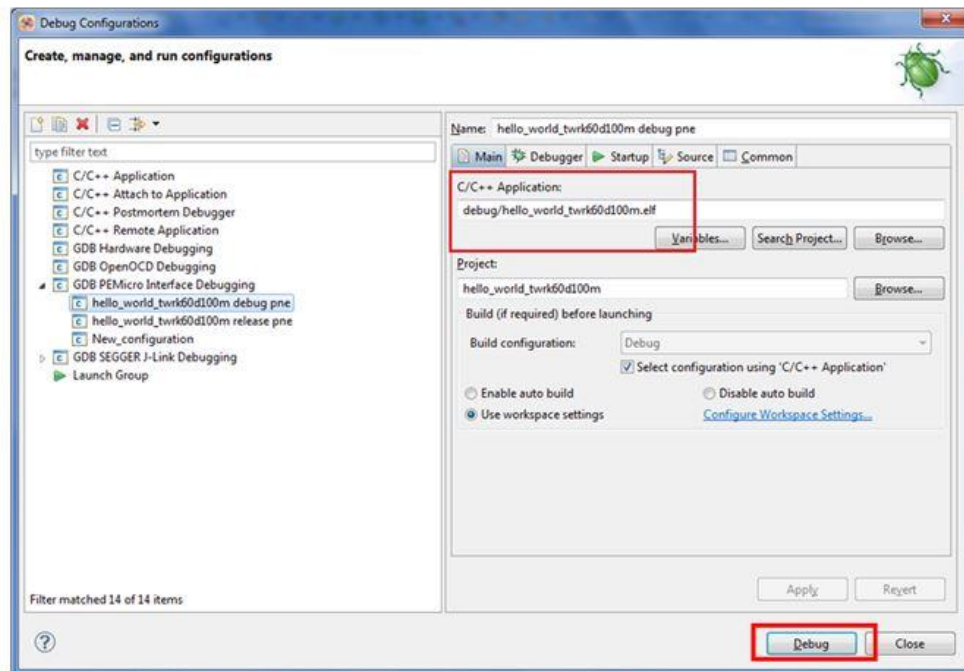 Debug Configurations
Create, manage, and run configurations
type filter text
C/C++ Application
C/C++ Attach to Application
C/C++ Postmortem Debugger
C/C++ Remote Application
GDB Hardware Debugging
GDB OpenOCD Debugging
GDB PEMicro Interface Debugging
hello_world_twrk60d100m debug pne
hello_world_twrk60d100m release pne
New_configuration
GDB SEGGER J-Link Debugging
Launch Group
Filter matched 14 of 14 items
Name: hello_world_twrk60d100m debug pne
Main Debugger Startup Source Common
C/C++ Application:
debug/hello_world_twrk60d100m.elf
Variables... Search Project... Browse...
Project:
hello_world_twrk60d100m Browse...
Build (if required) before launching
Build configuration: Debug
Select configuration using 'C/C++ Application'
Enable auto build Disable auto build
Use workspace settings Configure Workspace Settings...
Apply Revert
Debug Close